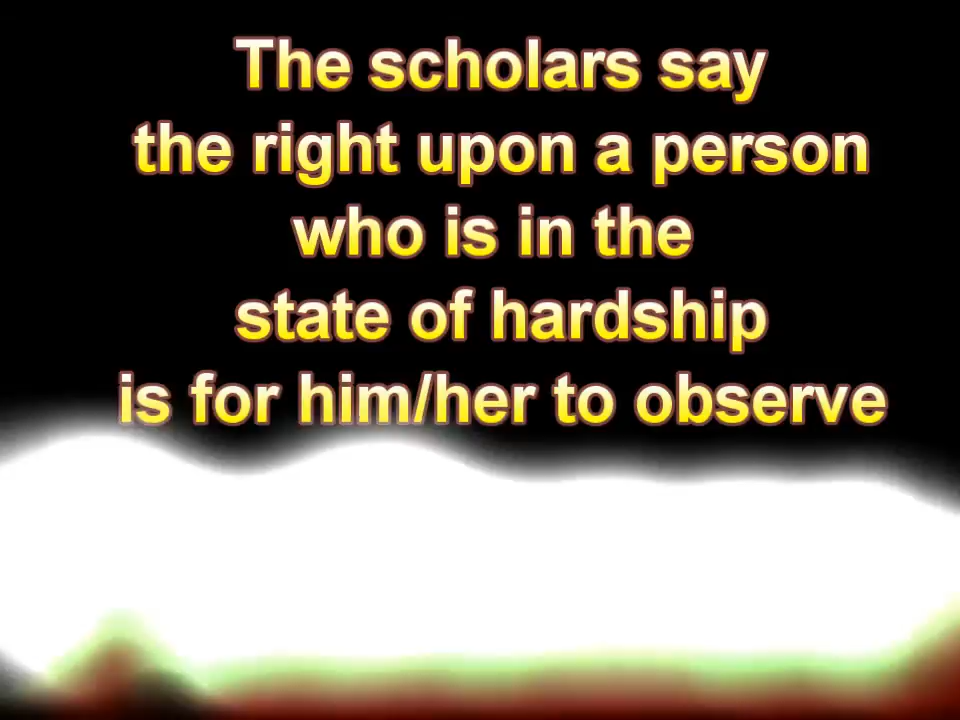 The scholars say
the right upon a person
who is in the
state of hardship
is for him/her to observe